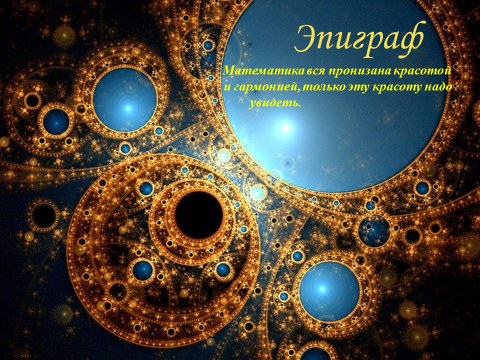 Эпиграф
Математика вся пронизана красотой
и гармонией, только эту красоту надо
увидеть.